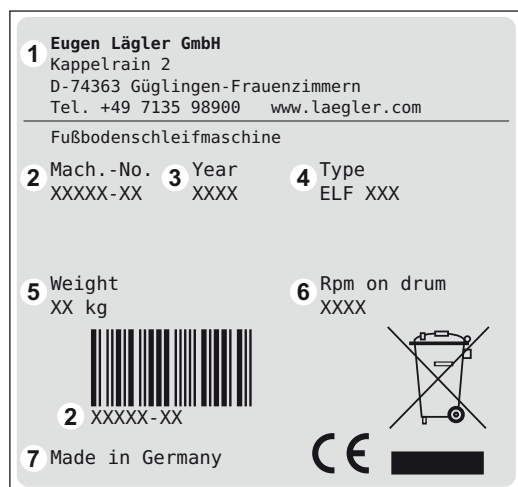 1 Eugen Lägler GmbH
Kappelrain 2
D-74363 Güglingen-Frauenzimmern
Tel. +49 7135 98900 www.laegler.com
Fußbodenschleifmaschine
2 Mach.-No. 3 Year 4 Type
XXXXX-XX XXXX ELF XXX
5 Weight 6 Rpm on drum
XX kg XXXX
2 XXXXX-XX
7 Made in Germany CE